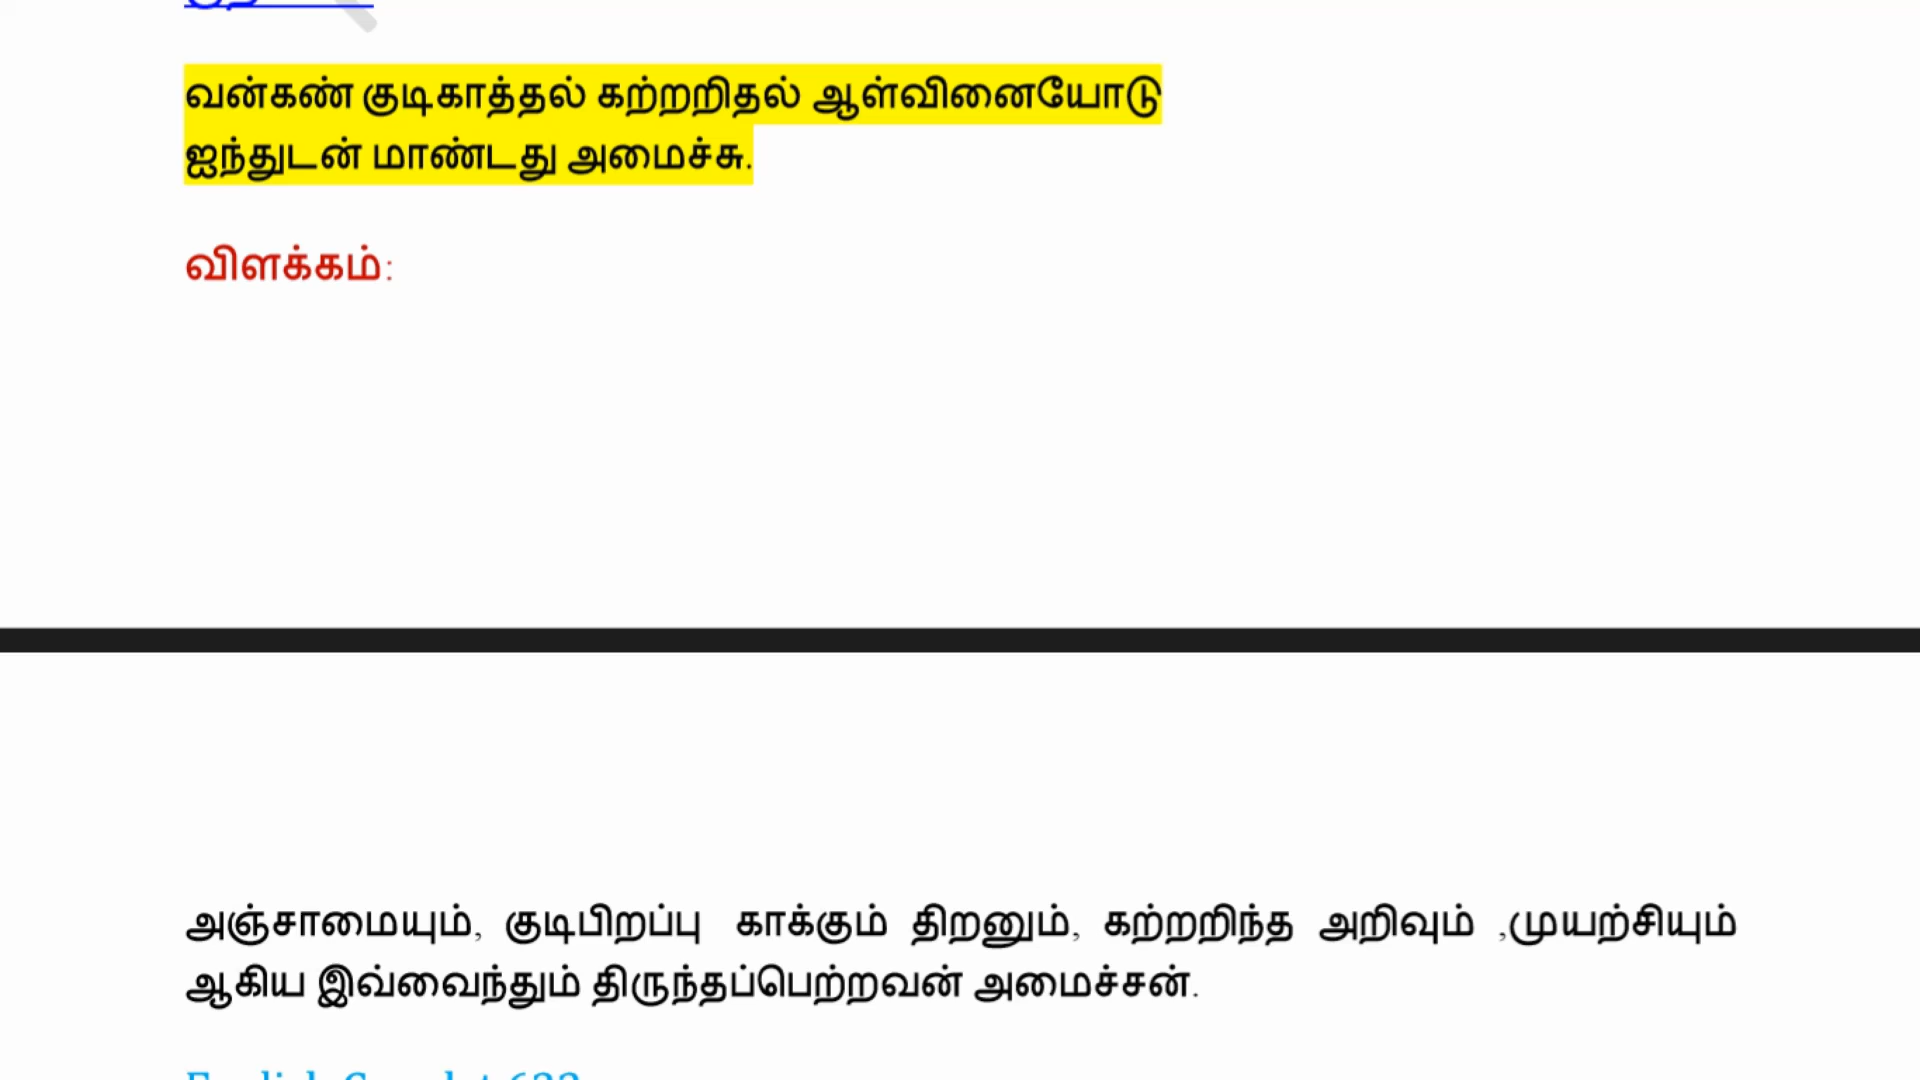 வன்கண் குடிகாத்தல் கற்றறிதல் ஆள்வினையோடு
ஐந்துடன் மாண்டது அமைச்சு.
விளக்கம்:
அஞ்சாமையும், குடிபிறப்பு காக்கும் திறனும், கற்றறிந்த அறிவும் ,முயற்சியும்
ஆகிய இவ்வைந்தும் திருந்தப்பெற்றவன் அமைச்சன்.